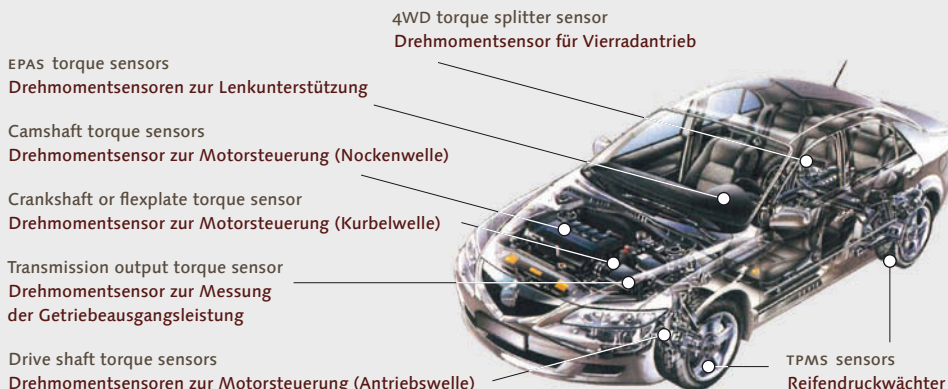 4WD torque splitter sensor
Drehmomentsensor für Vierradantrieb
EPAS torque sensors
Drehmomentsensoren zur Lenkunterstützung
Camshaft torque sensors
Drehmomentsensor zur Motorsteuerung (Nockenwelle)
Crankshaft or flexplate torque sensor
Drehmomentsensor zur Motorsteuerung (Kurbelwelle)
Transmission output torque sensor
Drehmomentsensor zur Messung
der Getriebeausgangsleistung
Drive shaft torque sensors
Drehmomentsensoren zur Motorsteuerung (Antriebswelle)
TPMS sensors
Reifendruckwächter